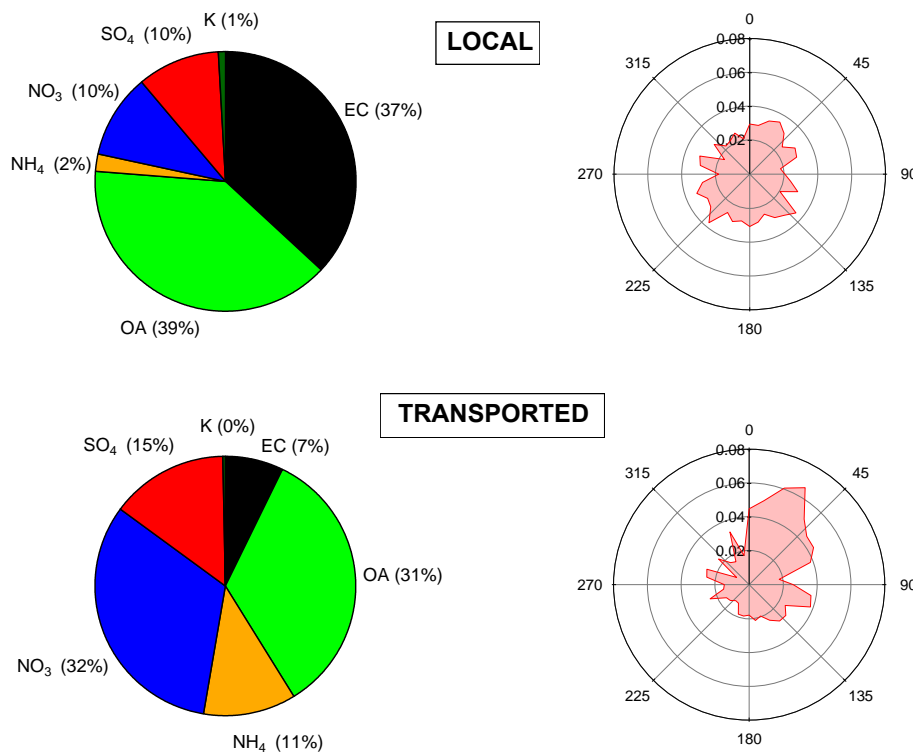 K (1%)
SO₄ (10%)
LOCAL
NO₃ (10%)
EC (37%)
NH₄ (2%)
OA (39%)
0
0.08
315
45
0.06
0.04
0.02
270
90
225
135
180
TRANSPORTED
K (0%)
SO₄ (15%)
EC (7%)
OA (31%)
NO₃ (32%)
NH₄ (11%)
0
0.08
315
45
0.06
0.04
0.02
270
90
225
135
180